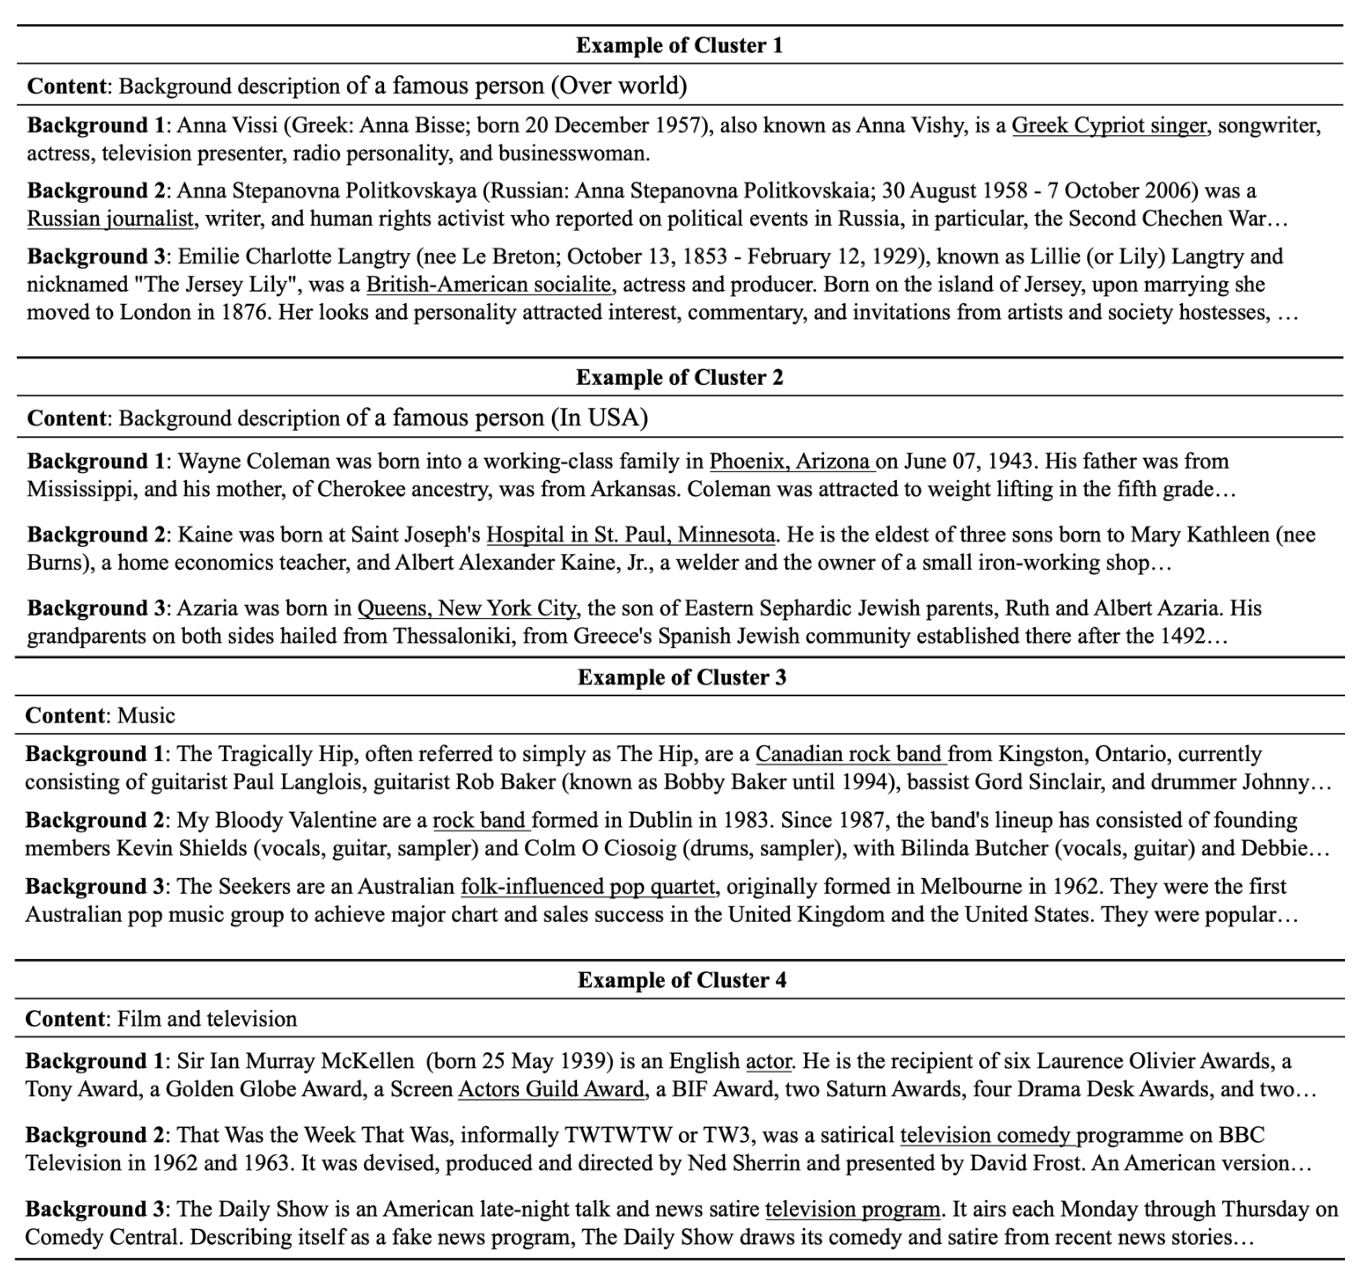 Example of Cluster 1
Content: Background description of a famous person (Over world)
Background 1: Anna Vissi (Greek: Anna Bisse; born 20 December 1957), also known as Anna Vishy, is a Greek Cypriot singer, songwriter,
actress, television presenter, radio personality, and businesswoman.
Background 2: Anna Stepanovna Politkovskaya (Russian: Anna Stepanovna Politkovskaia; 30 August 1958 - 7 October 2006) was a
Russian journalist, writer, and human rights activist who reported on political events in Russia, in particular, the Second Chechen War…
Background 3: Emilie Charlotte Langtry (nee Le Breton; October 13, 1853 - February 12, 1929), known as Lillie (or Lily) Langtry and
nicknamed "The Jersey Lily", was a British-American socialite, actress and producer. Born on the island of Jersey, upon marrying she
moved to London in 1876. Her looks and personality attracted interest, commentary, and invitations from artists and society hostesses, …
Example of Cluster 2
Content: Background description of a famous person (In USA)
Background 1: Wayne Coleman was born into a working-class family in Phoenix, Arizona on June 07, 1943. His father was from
Mississippi, and his mother, of Cherokee ancestry, was from Arkansas. Coleman was attracted to weight lifting in the fifth grade…
Background 2: Kaine was born at Saint Joseph's Hospital in St. Paul, Minnesota. He is the eldest of three sons born to Mary Kathleen (nee
Burns), a home economics teacher, and Albert Alexander Kaine, Jr., a welder and the owner of a small iron-working shop…
Background 3: Azaria was born in Queens, New York City, the son of Eastern Sephardic Jewish parents, Ruth and Albert Azaria. His
grandparents on both sides hailed from Thessaloniki, from Greece's Spanish Jewish community established there after the 1492…
Example of Cluster 3
Content: Music
Background 1: The Tragically Hip, often referred to simply as The Hip, are a Canadian rock band from Kingston, Ontario, currently
consisting of guitarist Paul Langlois, guitarist Rob Baker (known as Bobby Baker until 1994), bassist Gord Sinclair, and drummer Johnny…
Background 2: My Bloody Valentine are a rock band formed in Dublin in 1983. Since 1987, the band's lineup has consisted of founding
members Kevin Shields (vocals, guitar, sampler) and Colm O Ciosoig (drums, sampler), with Bilinda Butcher (vocals, guitar) and Debbie…
Background 3: The Seekers are an Australian folk-influenced pop quartet, originally formed in Melbourne in 1962. They were the first
Australian pop music group to achieve major chart and sales success in the United Kingdom and the United States. They were popular…
Example of Cluster 4
Content: Film and television
Background 1: Sir Ian Murray McKellen (born 25 May 1939) is an English actor. He is the recipient of six Laurence Olivier Awards, a
Tony Award, a Golden Globe Award, a Screen Actors Guild Award, a BIF Award, two Saturn Awards, four Drama Desk Awards, and two…
Background 2: That Was the Week That Was, informally TWTWTW or TW3, was a satirical television comedy programme on BBC
Television in 1962 and 1963. It was devised, produced and directed by Ned Sherrin and presented by David Frost. An American version…
Background 3: The Daily Show is an American late-night talk and news satire television program. It airs each Monday through Thursday on
Comedy Central. Describing itself as a fake news program, The Daily Show draws its comedy and satire from recent news stories…